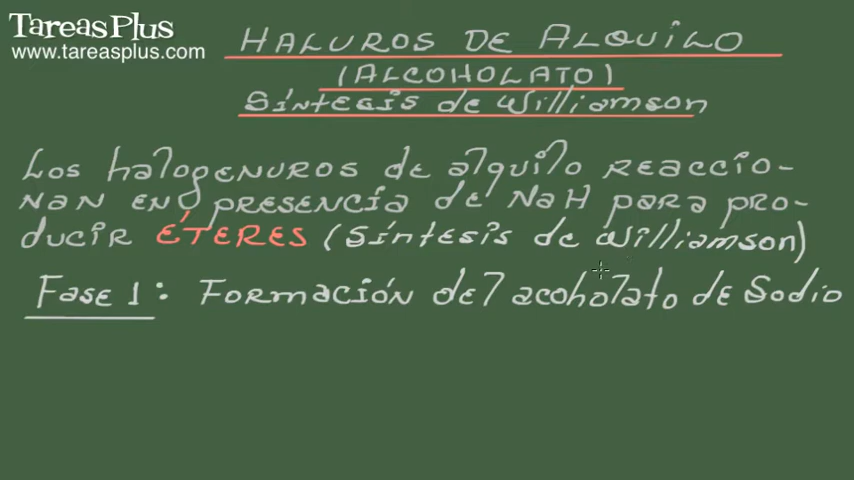 TareasPlus
www.tareasplus.com
HALUROS DE ALQUILO
(ALCOHOLATO)
Síntesis de Williamson
Los halogenuros de alquilo reaccio-
nan en presencia de NaH para pro-
ducir ÉTERES (Síntesis de Williamson)
Fase 1: Formación del acoholato de Sodio